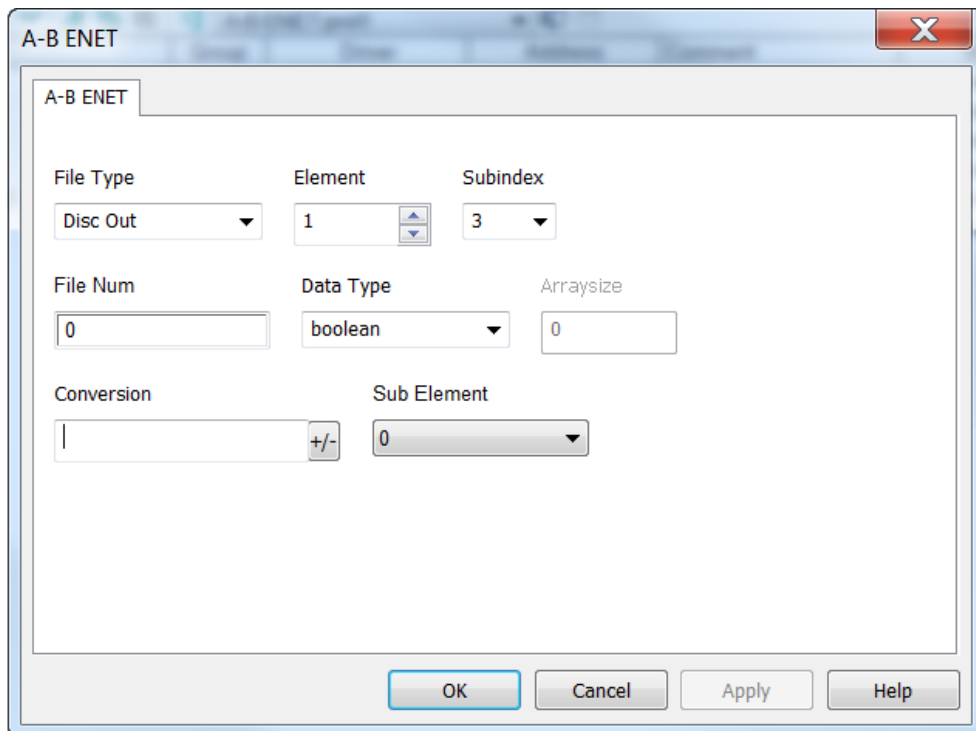 A-B ENET
A-B ENET
File Type Element Subindex
Disc Out 1 3
File Num Data Type Arraysize
0 boolean 0
Conversion Sub Element
+/- 0
OK Cancel Apply Help